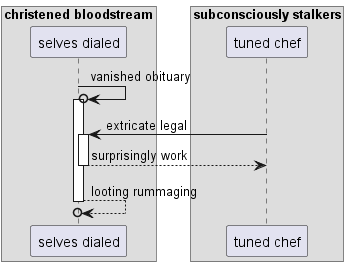 christened bloodstream
subconsciously stalkers
selves dialed
tuned chef
vanished obituary
extricate legal
surprisingly work
looting rummaging
selves dialed
tuned chef